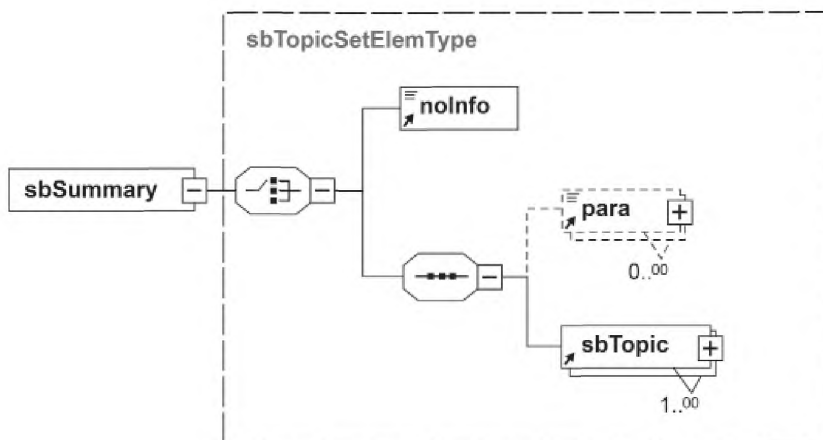 sbTopicSetElemType
noInfo
sbSummary
para
0..∞
sbTopic
1..∞